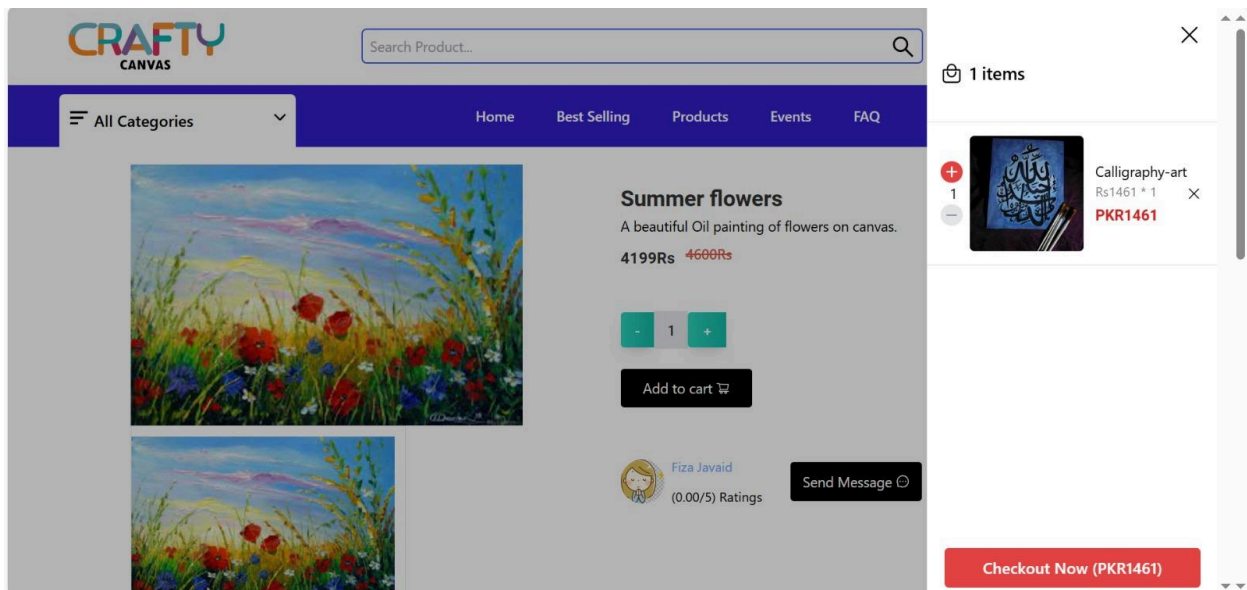 CRAFTY
CANVAS
Search Product...
All Categories
Home Best Selling Products Events FAQ
Summer flowers
A beautiful Oil painting of flowers on canvas.
4199Rs 4600Rs
- 1 +
Add to cart
Fiza Javaid
(0.00/5) Ratings
Send Message
1 items
+
1
-
Calligraphy-art
Rs1461 * 1
PKR1461
Checkout Now (PKR1461)